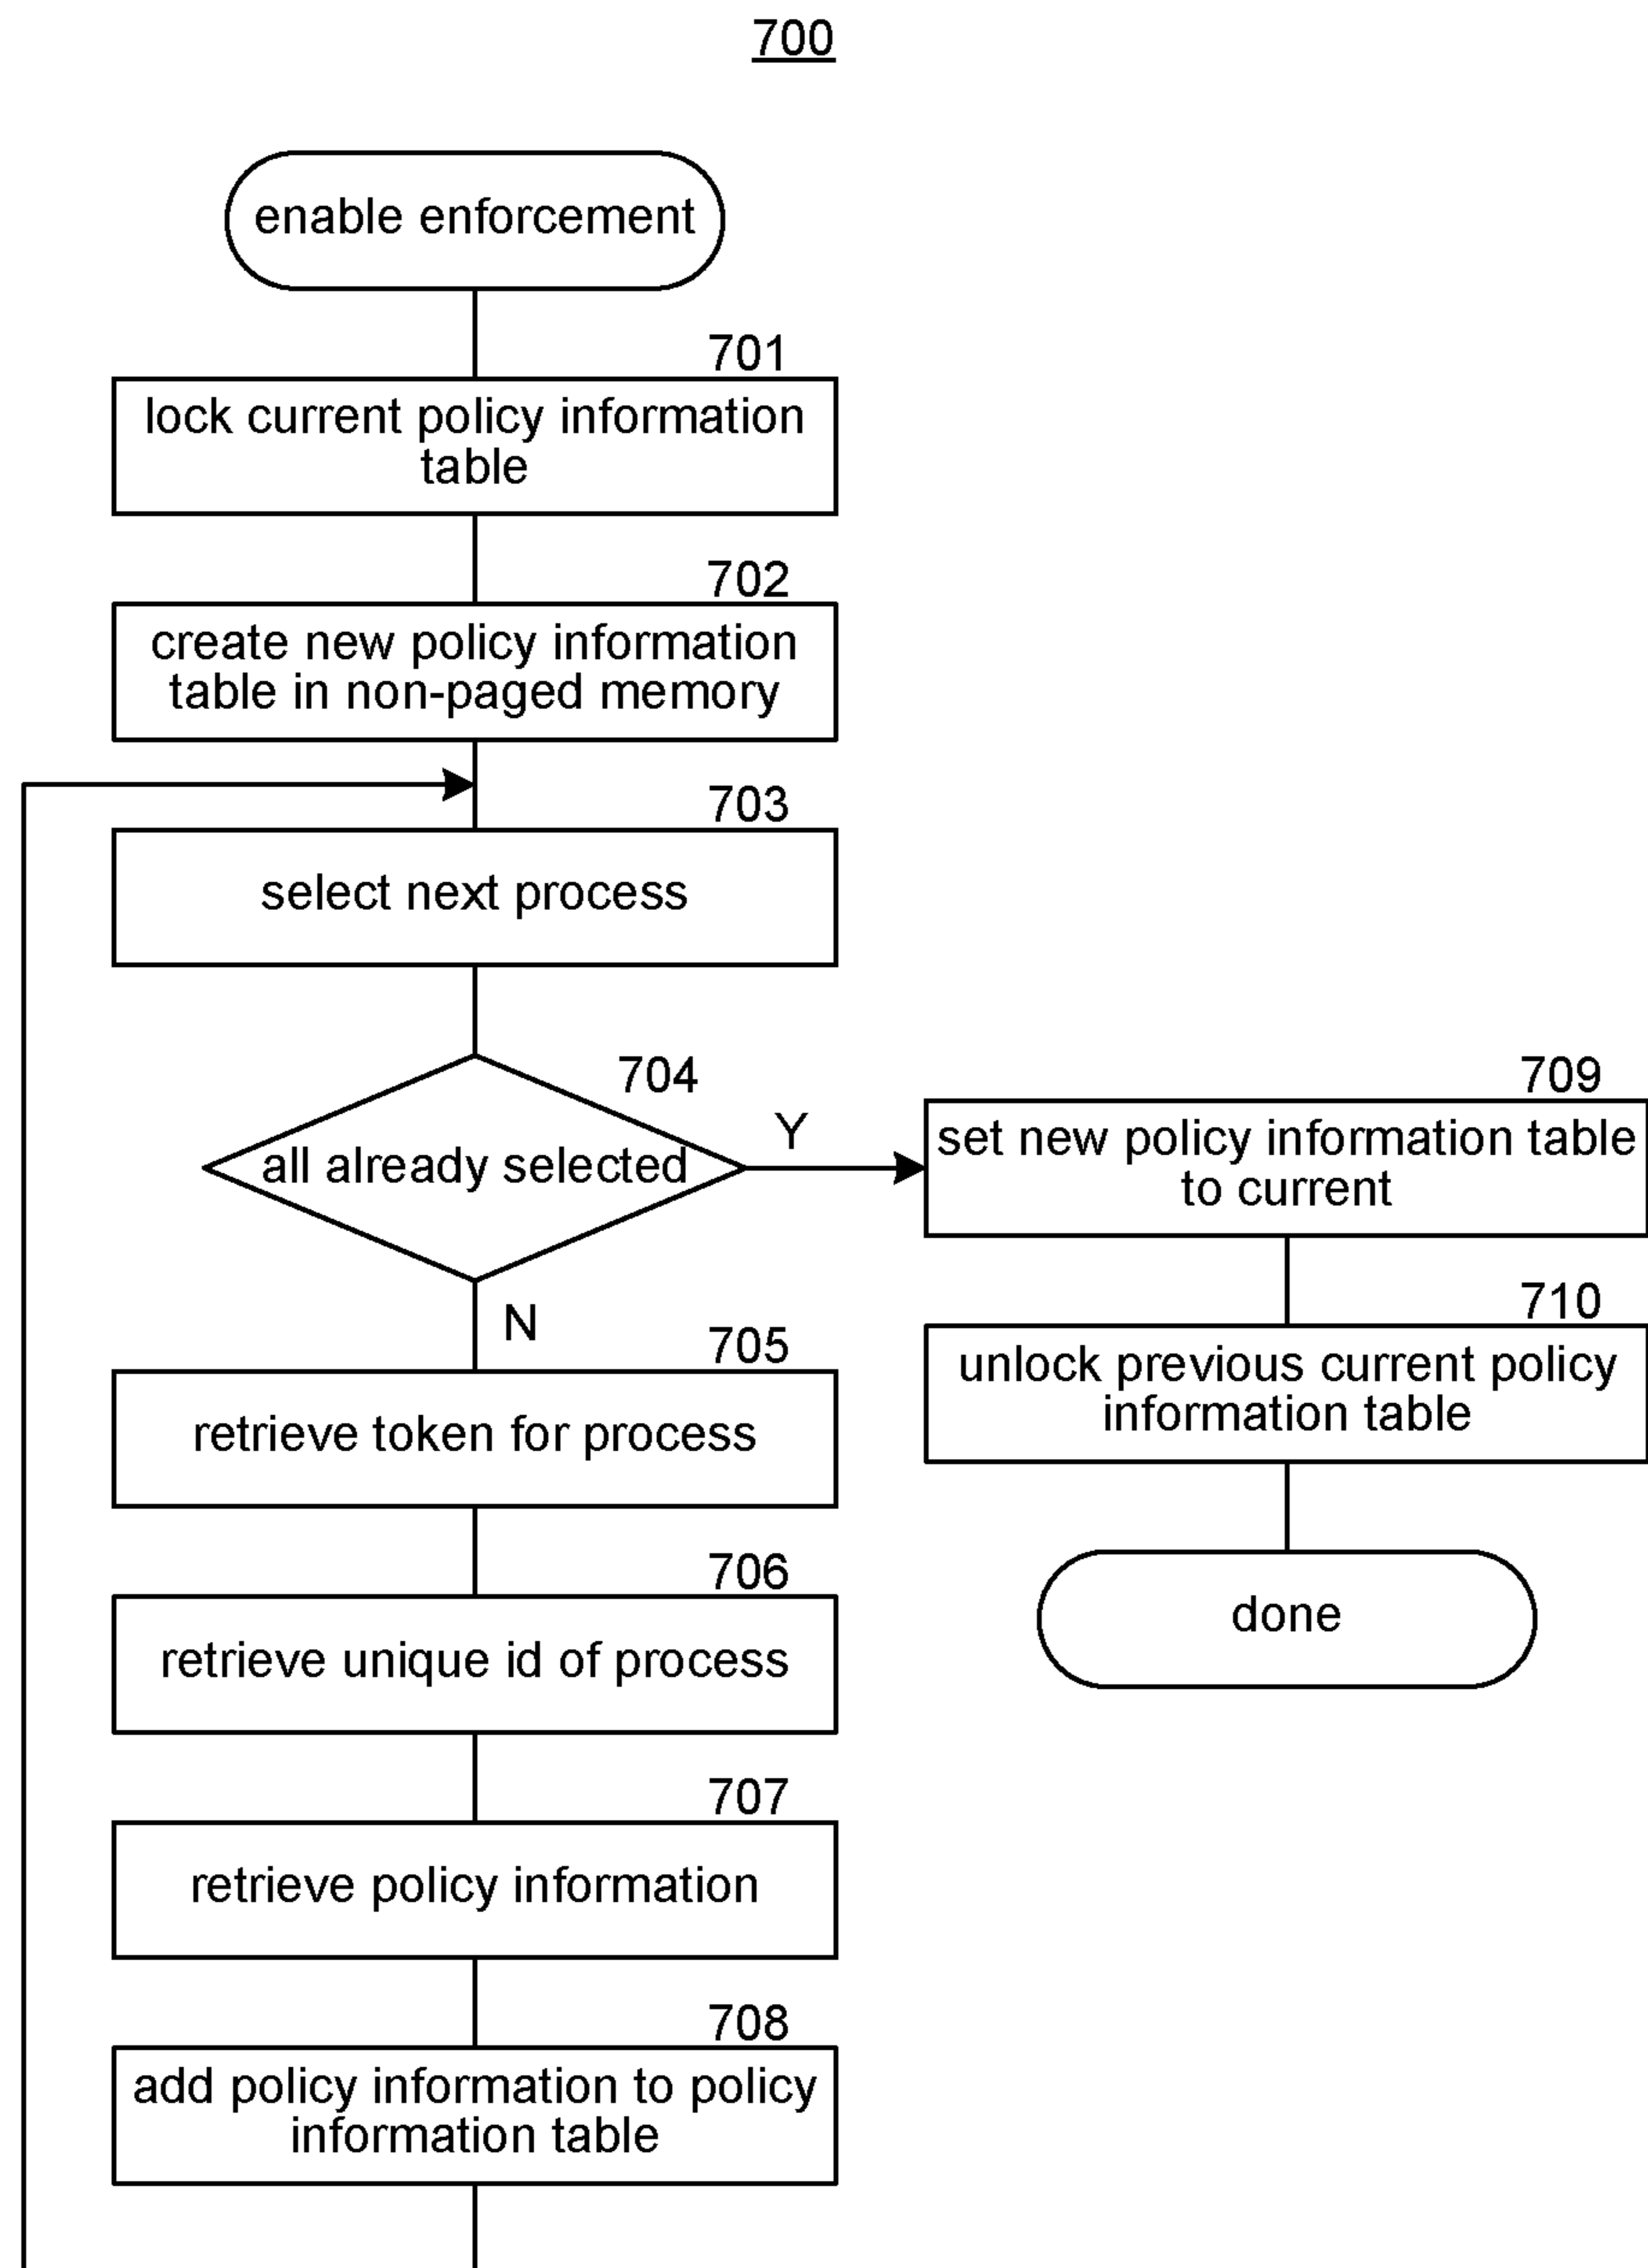 700
enable enforcement
701
lock current policy information
table
702
create new policy information
table in non-paged memory
703
select next process
704
all already selected
Y
N
705
retrieve token for process
706
retrieve unique id of process
707
retrieve policy information
708
add policy information to policy
information table
709
set new policy information table
to current
710
unlock previous current policy
information table
done